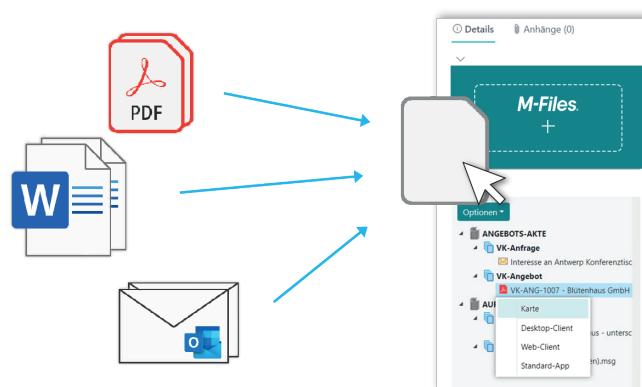 Details
Anhänge (0)
PDF
M-Files.
W
O
Optionen
ANGEBOTS-AKTE
VK-Anfrage
Interesse an Antwerp Konferenztisc
VK-Angebot
VK-ANG-1007 - Blütenhaus GmbH
AUF
Karte
Desktop-Client
us - untersc
Web-Client
en).msg
Standard-App